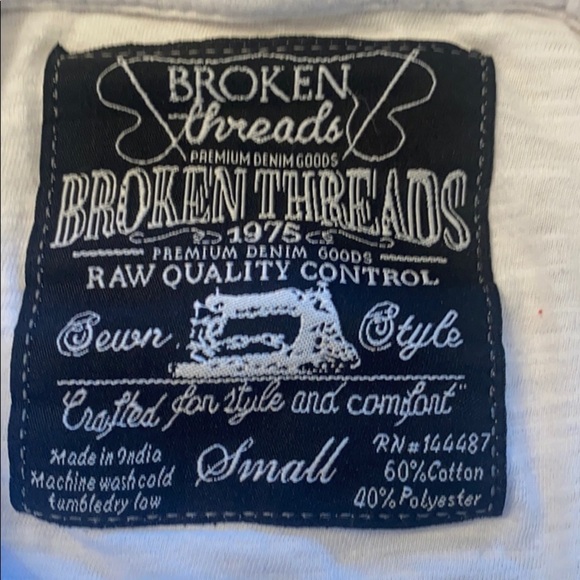 BROKEN
threads
PREMIUM DENIM GOODS
BROKEN THREADS
1975
PREMIUM DENIM GOODS
RAW QUALITY CONTROL
Sewn Style
"Crafted for style and comfort"
Made in India
Machine wash cold
tumble dry low
Small
RN#144487
60% Cotton
40% Polyester